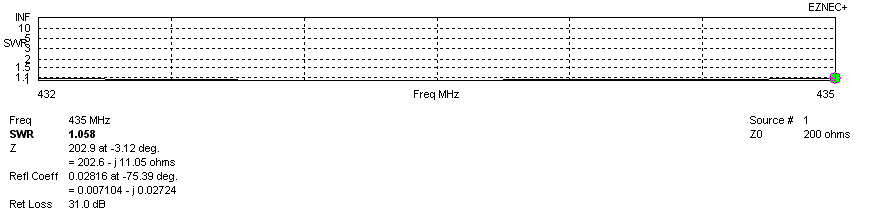 EZNEC+
INF
10
5
SWR 3
2
1.5
1.1
1
432 Freq MHz 435
Freq 435 MHz Source # 1
SWR 1.058 Z0 200 ohms
Z 202.9 at -3.12 deg.
= 202.6 - j 11.05 ohms
Refl Coeff 0.02816 at -75.39 deg.
= 0.007104 - j 0.02724
Ret Loss 31.0 dB